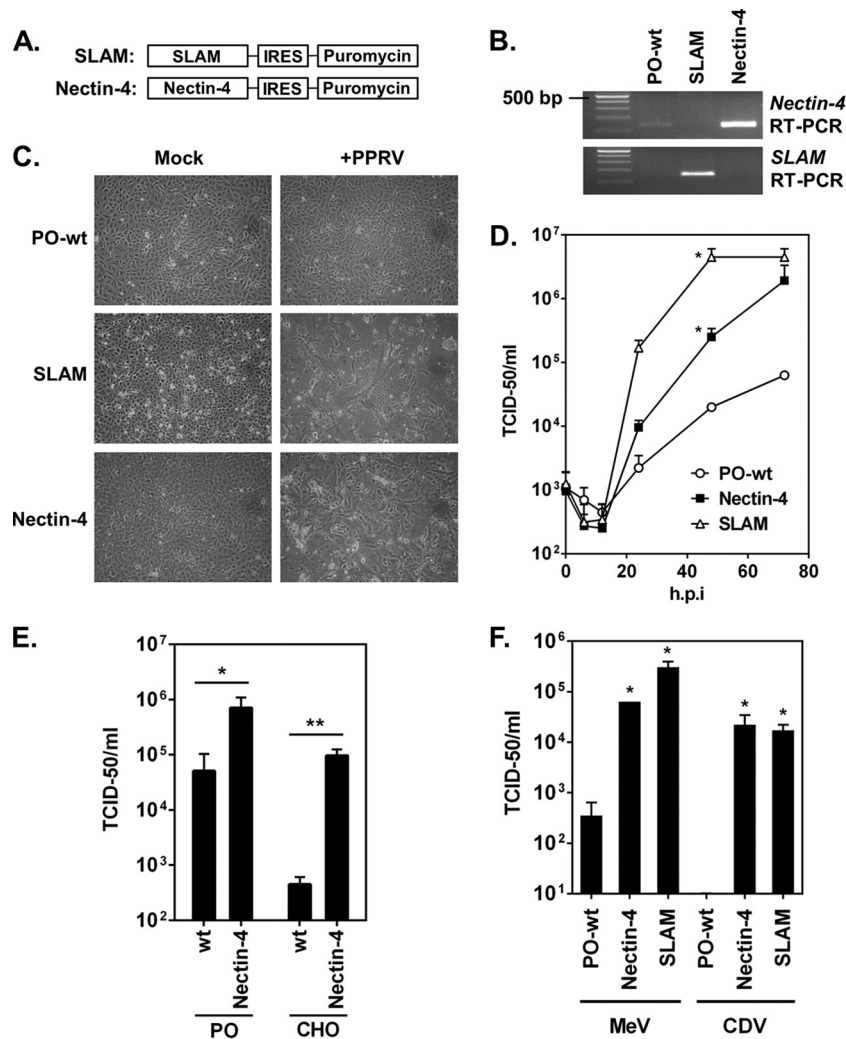 A.
SLAM: SLAM IRES Puromycin
Nectin-4: Nectin-4 IRES Puromycin
B.
PO-wt SLAM Nectin-4
500 bp
Nectin-4
RT-PCR
SLAM
RT-PCR
C.
Mock +PPRV
PO-wt
SLAM
Nectin-4
D.
TCID-50/ml
10⁷
10⁶
10⁵
10⁴
10³
10²
* *
PO-wt
Nectin-4
SLAM
0 20 40 60 80
h.p.i
E.
TCID-50/ml
10⁷
10⁶
10⁵
10⁴
10³
10²
* **
wt Nectin-4 wt Nectin-4
PO CHO
F.
TCID-50/ml
10⁶
10⁵
10⁴
10³
10²
10¹
* * * *
PO-wt Nectin-4 SLAM PO-wt Nectin-4 SLAM
MeV CDV